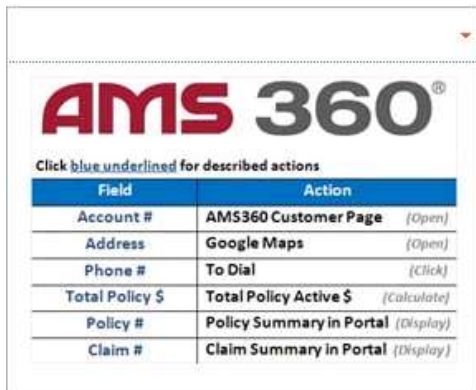 AMS 360®
Click blue underlined for described actions
Field Action
Account # AMS360 Customer Page (Open)
Address Google Maps (Open)
Phone # To Dial (Click)
Total Policy $ Total Policy Active $ (Calculate)
Policy # Policy Summary in Portal (Display)
Claim # Claim Summary in Portal (Display)